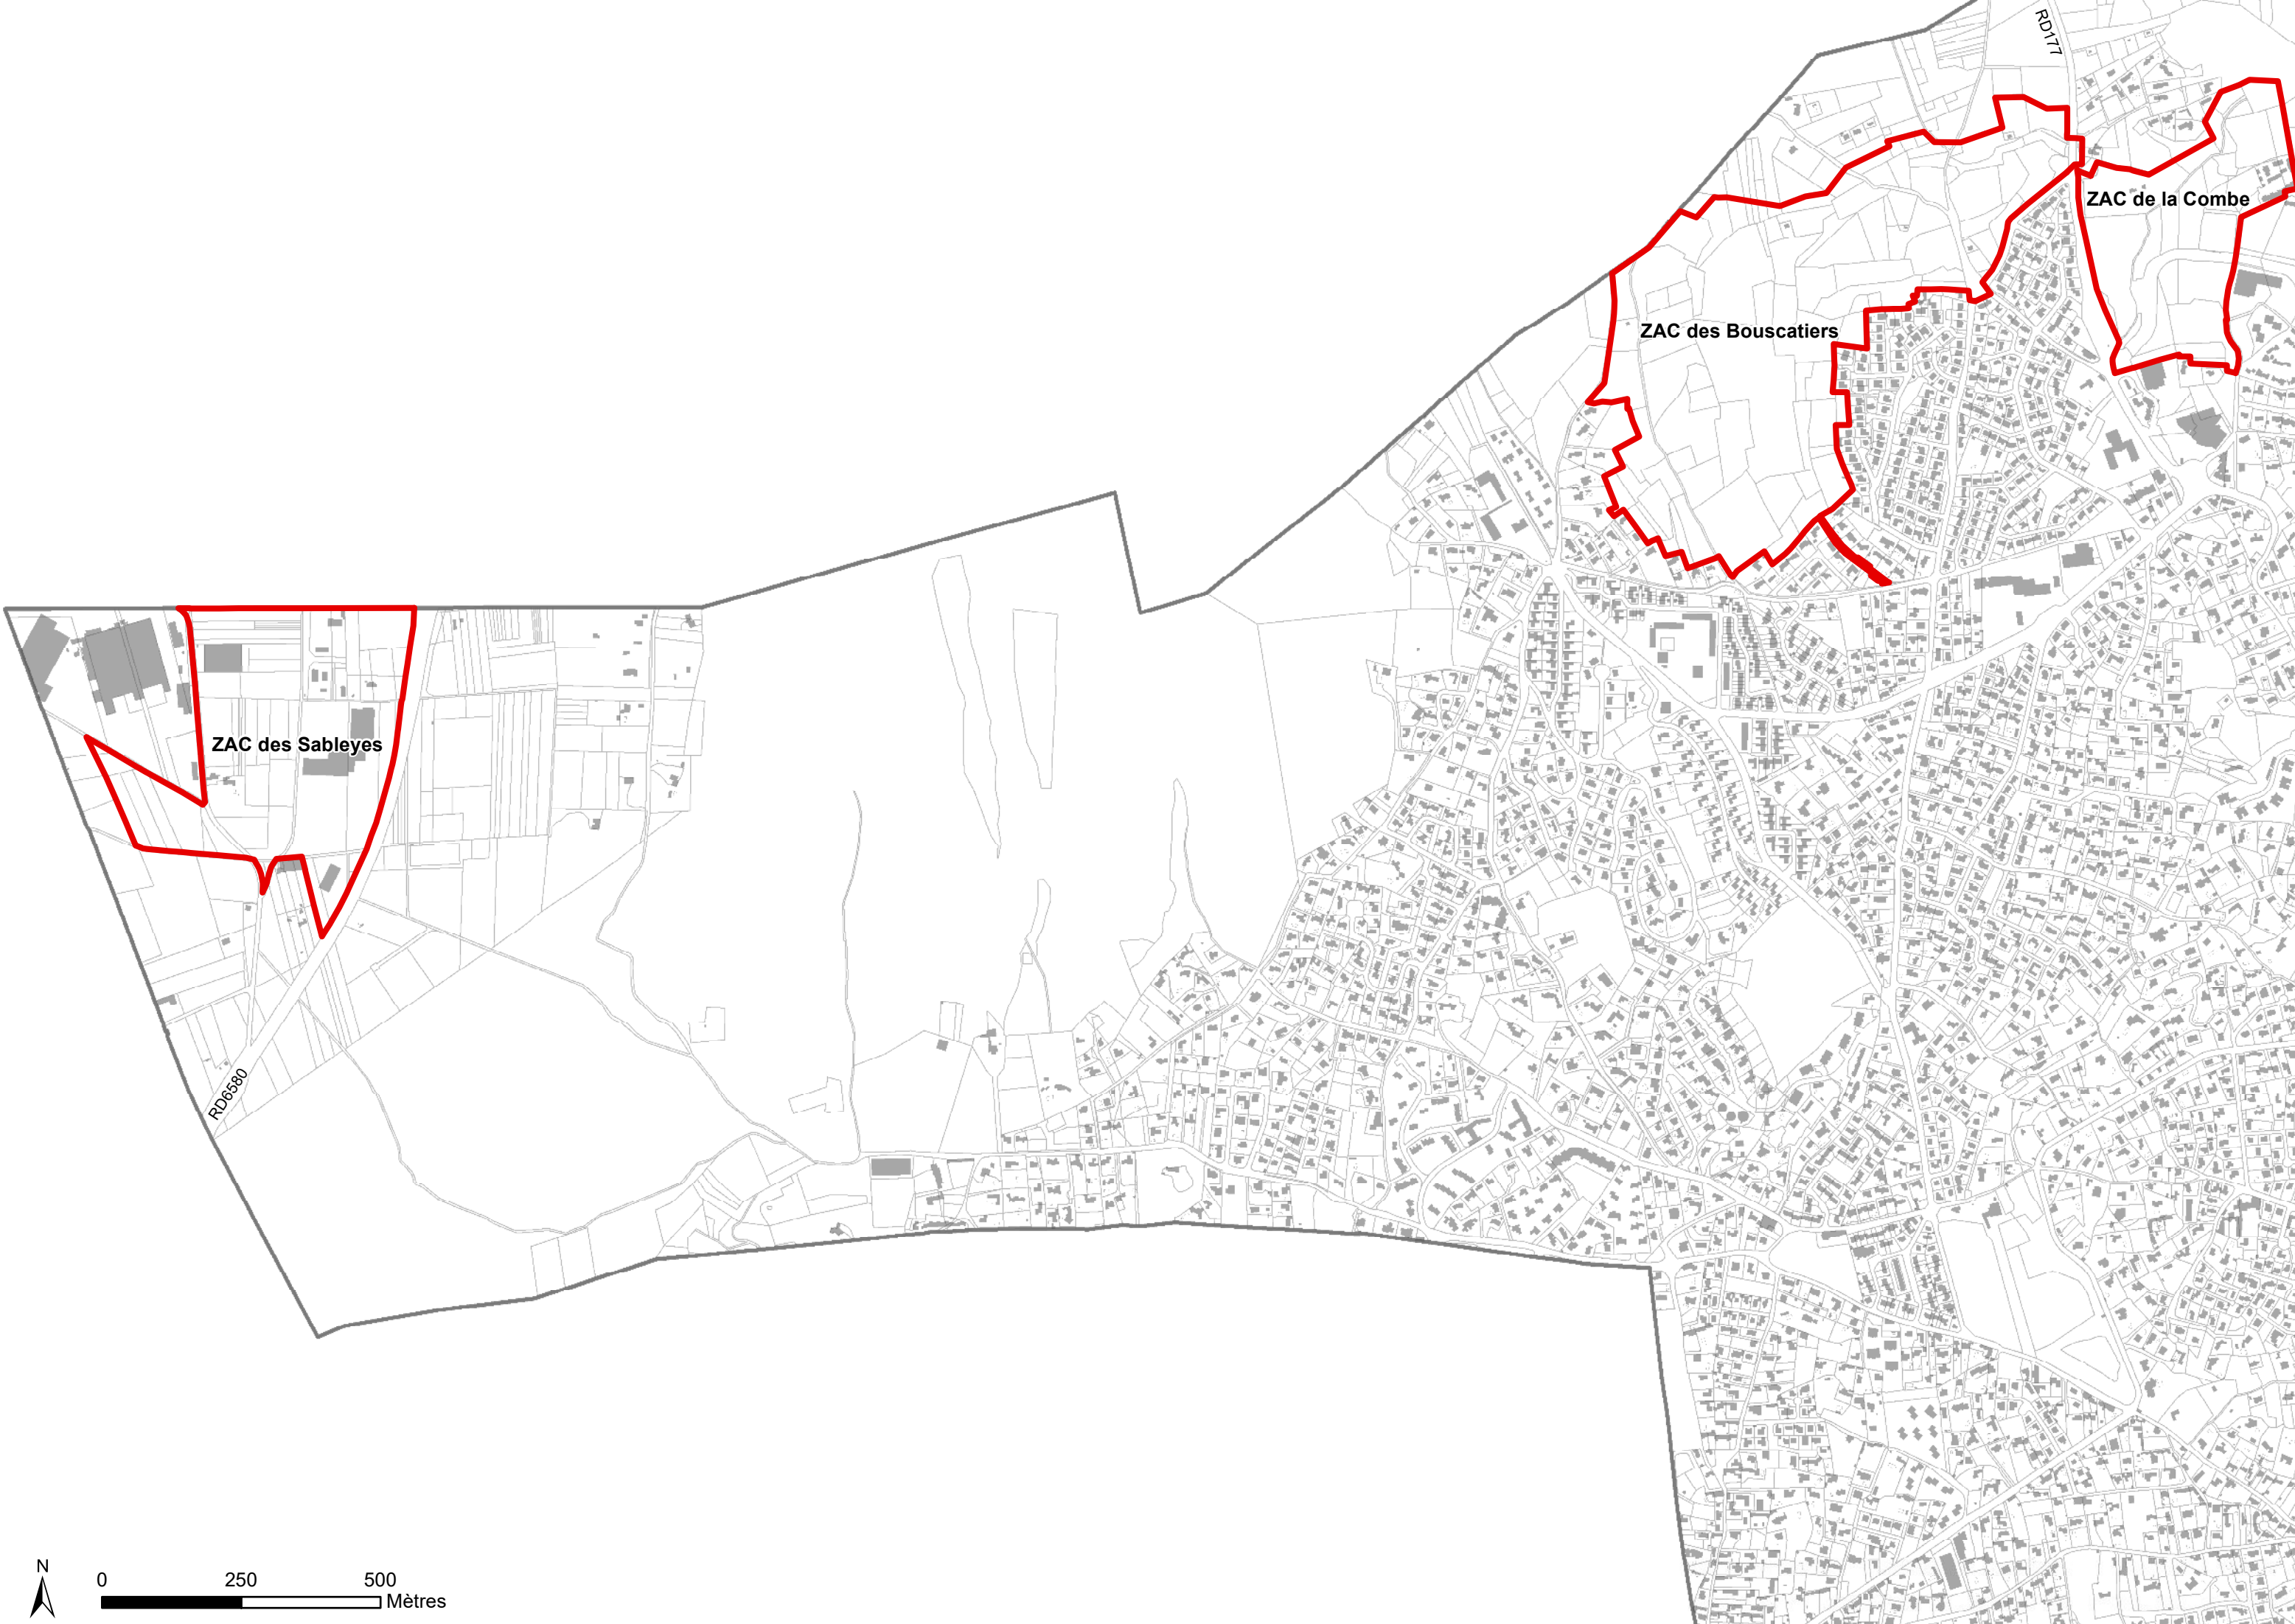 RD177
ZAC de la Combe
ZAC des Bouscatiers
ZAC des Sableyes
RD6580
N
0 250 500
Mètres